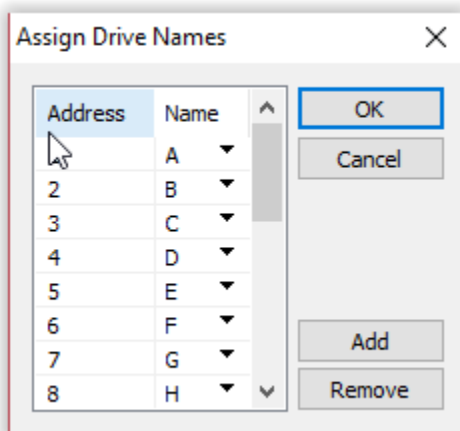 Assign Drive Names
Address Name
A
2 B
3 C
4 D
5 E
6 F
7 G
8 H
OK
Cancel
Add
Remove